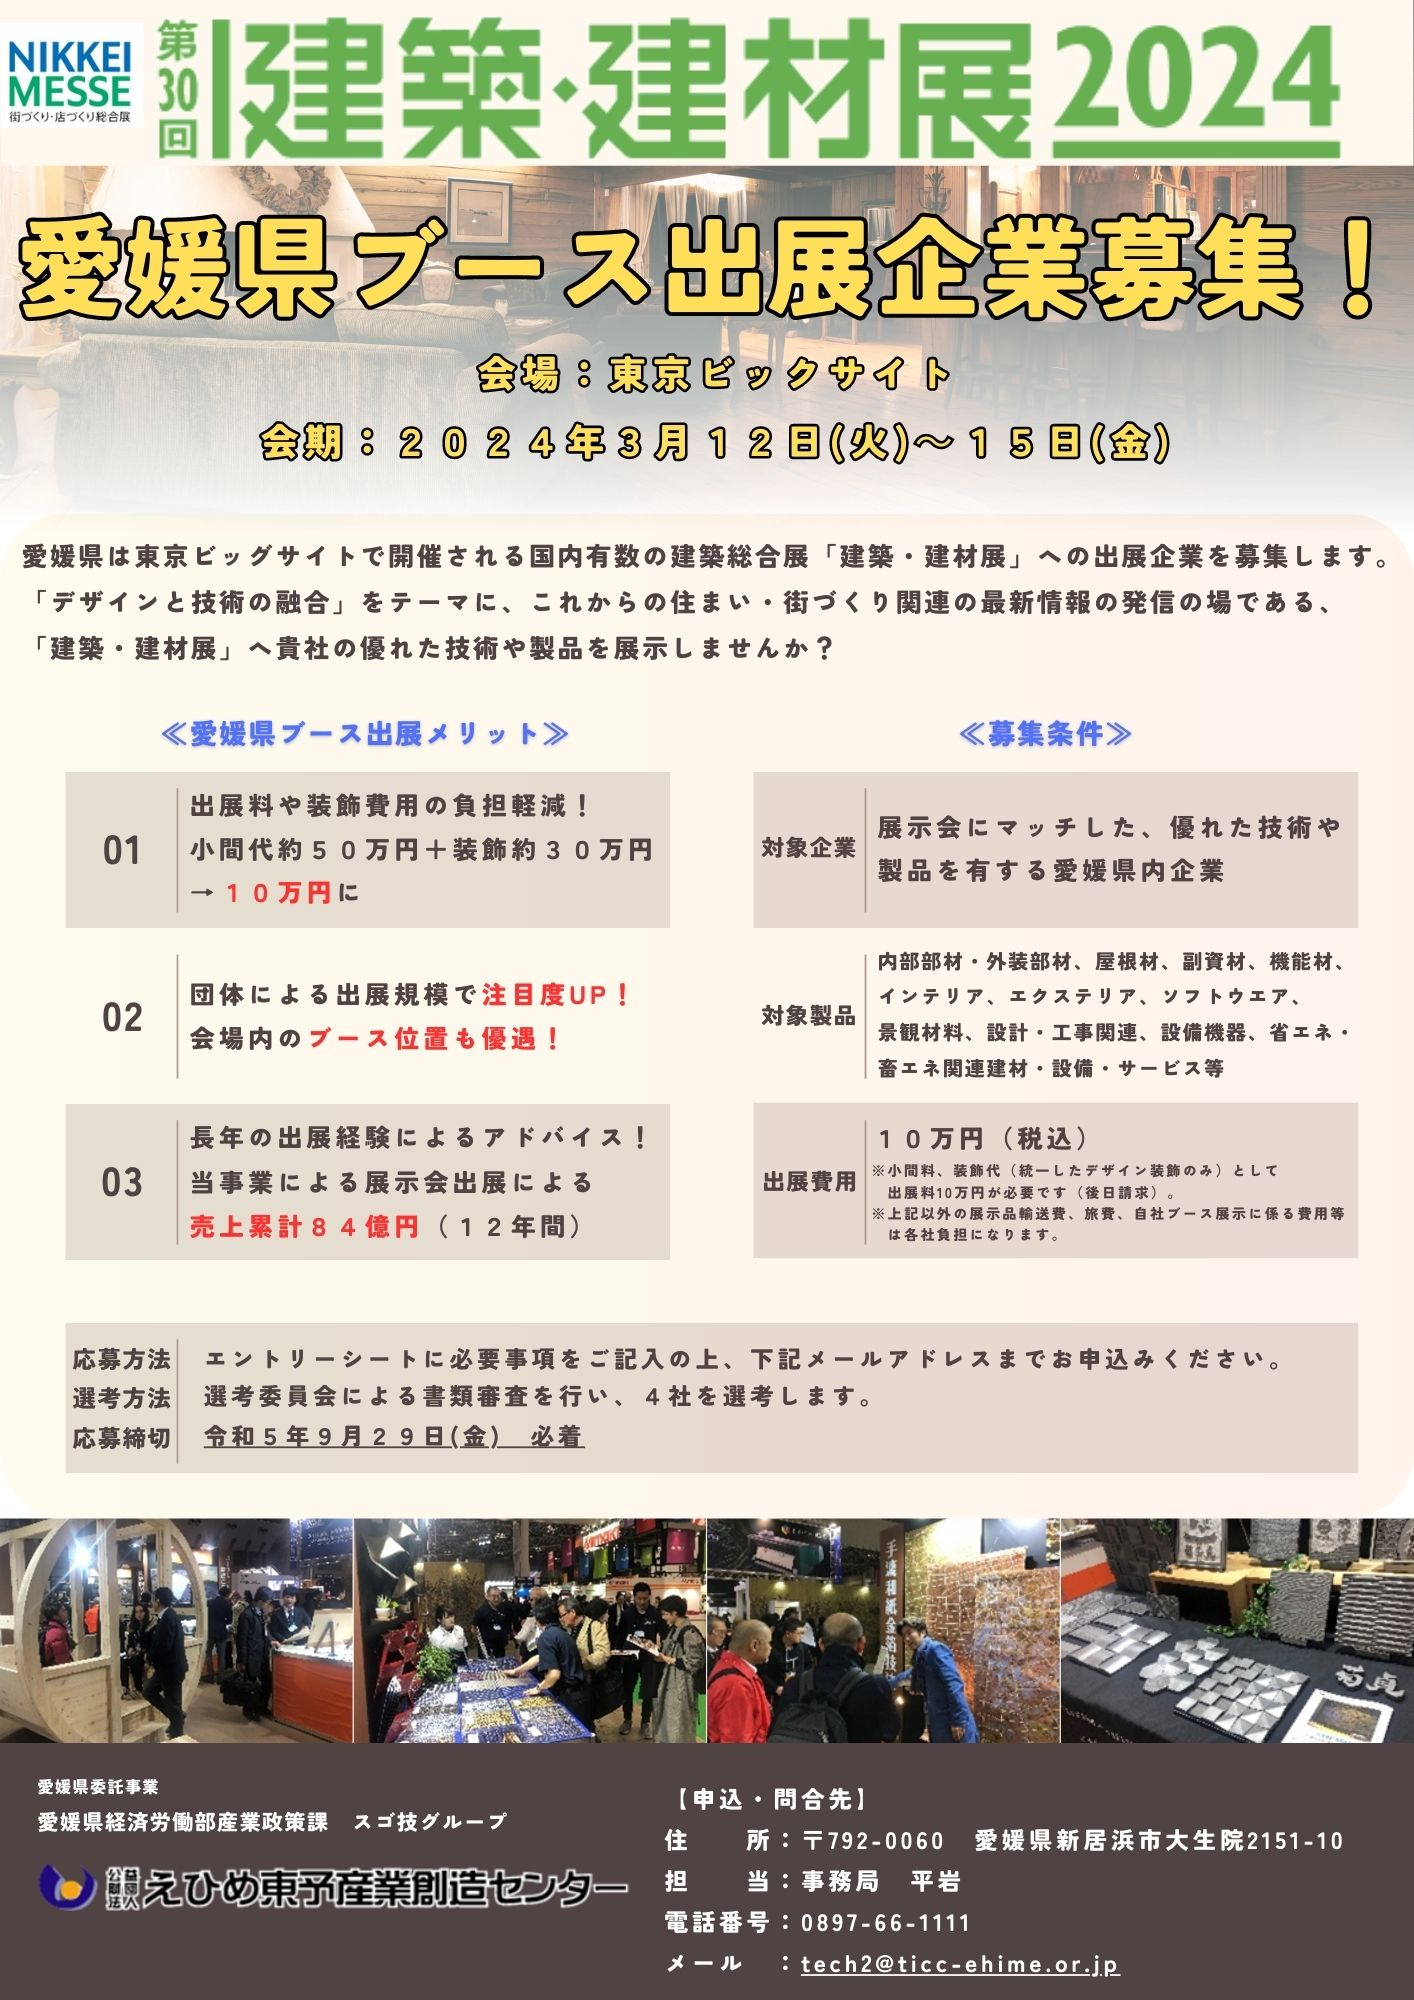 NIKKEI
MESSE
街づくり・店づくり総合展
第30回 建築・建材展2024
愛媛県ブース出展企業募集！
会場：東京ビックサイト
会期：２０２４年３月１２日(火)～１５日(金)
愛媛県は東京ビッグサイトで開催される国内有数の建築総合展「建築・建材展」への出展企業を募集します。
「デザインと技術の融合」をテーマに、これからの住まい・街づくり関連の最新情報の発信の場である、
「建築・建材展」へ貴社の優れた技術や製品を展示しませんか？
≪愛媛県ブース出展メリット≫
01
出展料や装飾費用の負担軽減！
小間代約５０万円＋装飾約３０万円
→１０万円に
02
団体による出展規模で注目度UP！
会場内のブース位置も優遇！
03
長年の出展経験によるアドバイス！
当事業による展示会出展による
売上累計８４億円（１２年間）
≪募集条件≫
対象企業
展示会にマッチした、優れた技術や
製品を有する愛媛県内企業
対象製品
内部部材・外装部材、屋根材、副資材、機能材、
インテリア、エクステリア、ソフトウエア、
景観材料、設計・工事関連、設備機器、省エネ・
畜エネ関連建材・設備・サービス等
出展費用
１０万円（税込）
※小間料、装飾代（統一したデザイン装飾のみ）として
出展料10万円が必要です（後日請求）。
※上記以外の展示品輸送費、旅費、自社ブース展示に係る費用等
は各社負担になります。
応募方法 エントリーシートに必要事項をご記入の上、下記メールアドレスまでお申込みください。
選考方法 選考委員会による書類審査を行い、４社を選考します。
応募締切 令和５年９月２９日(金)　必着
手漉和紙金箔技
菊貞
愛媛県委託事業
愛媛県経済労働部産業政策課　スゴ技グループ
公益財団法人 えひめ東予産業創造センター
【申込・問合先】
住　　所：〒792-0060　愛媛県新居浜市大生院2151-10
担　　当：事務局　平岩
電話番号：0897-66-1111
メール　：tech2@ticc-ehime.or.jp